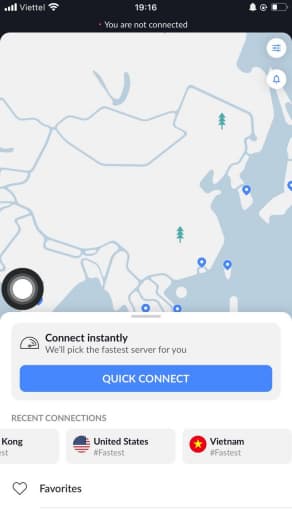 Viettel
19:16
You are not connected
Connect instantly
We'll pick the fastest server for you
QUICK CONNECT
RECENT CONNECTIONS
Kong
United States
Vietnam
est
#Fastest
#Fastest
Favorites